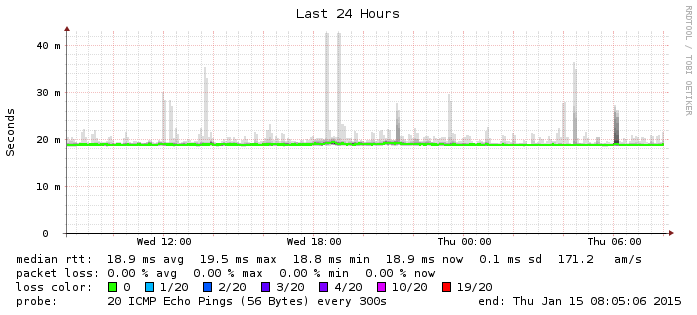 Last 24 Hours
RRDTOOL / TOBI OETIKER
Seconds
40 m
30 m
20 m
10 m
0
Wed 12:00 Wed 18:00 Thu 00:00 Thu 06:00
median rtt: 18.9 ms avg 19.5 ms max 18.8 ms min 18.9 ms now 0.1 ms sd 171.2 am/s
packet loss: 0.00 % avg 0.00 % max 0.00 % min 0.00 % now
loss color: 0 1/20 2/20 3/20 4/20 10/20 19/20
probe: 20 ICMP Echo Pings (56 Bytes) every 300s end: Thu Jan 15 08:05:06 2015